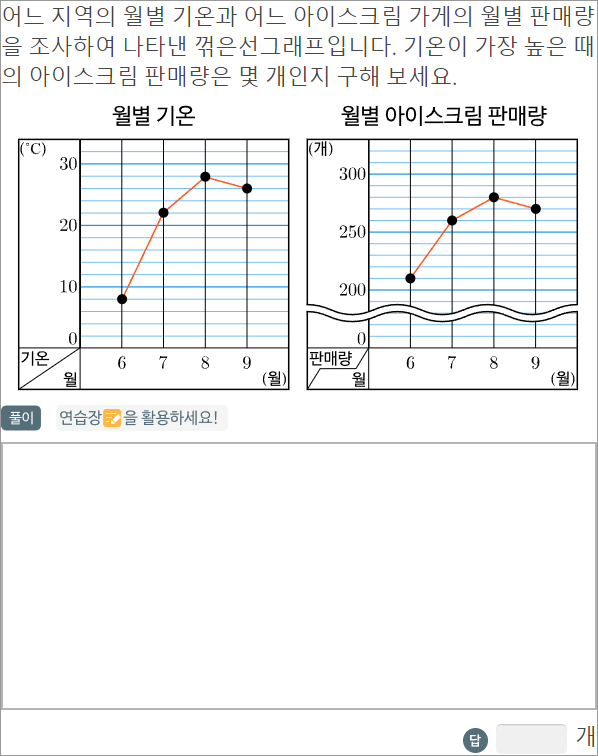 어느 지역의 월별 기온과 어느 아이스크림 가게의 월별 판매량
을 조사하여 나타낸 꺾은선그래프입니다. 기온이 가장 높은 때
의 아이스크림 판매량은 몇 개인지 구해 보세요.
월별 기온
(°C)
30
20
10
0
기온
월
6 7 8 9
(월)
월별 아이스크림 판매량
(개)
300
250
200
0
판매량
월
6 7 8 9
(월)
풀이 연습장을 활용하세요!
답 개